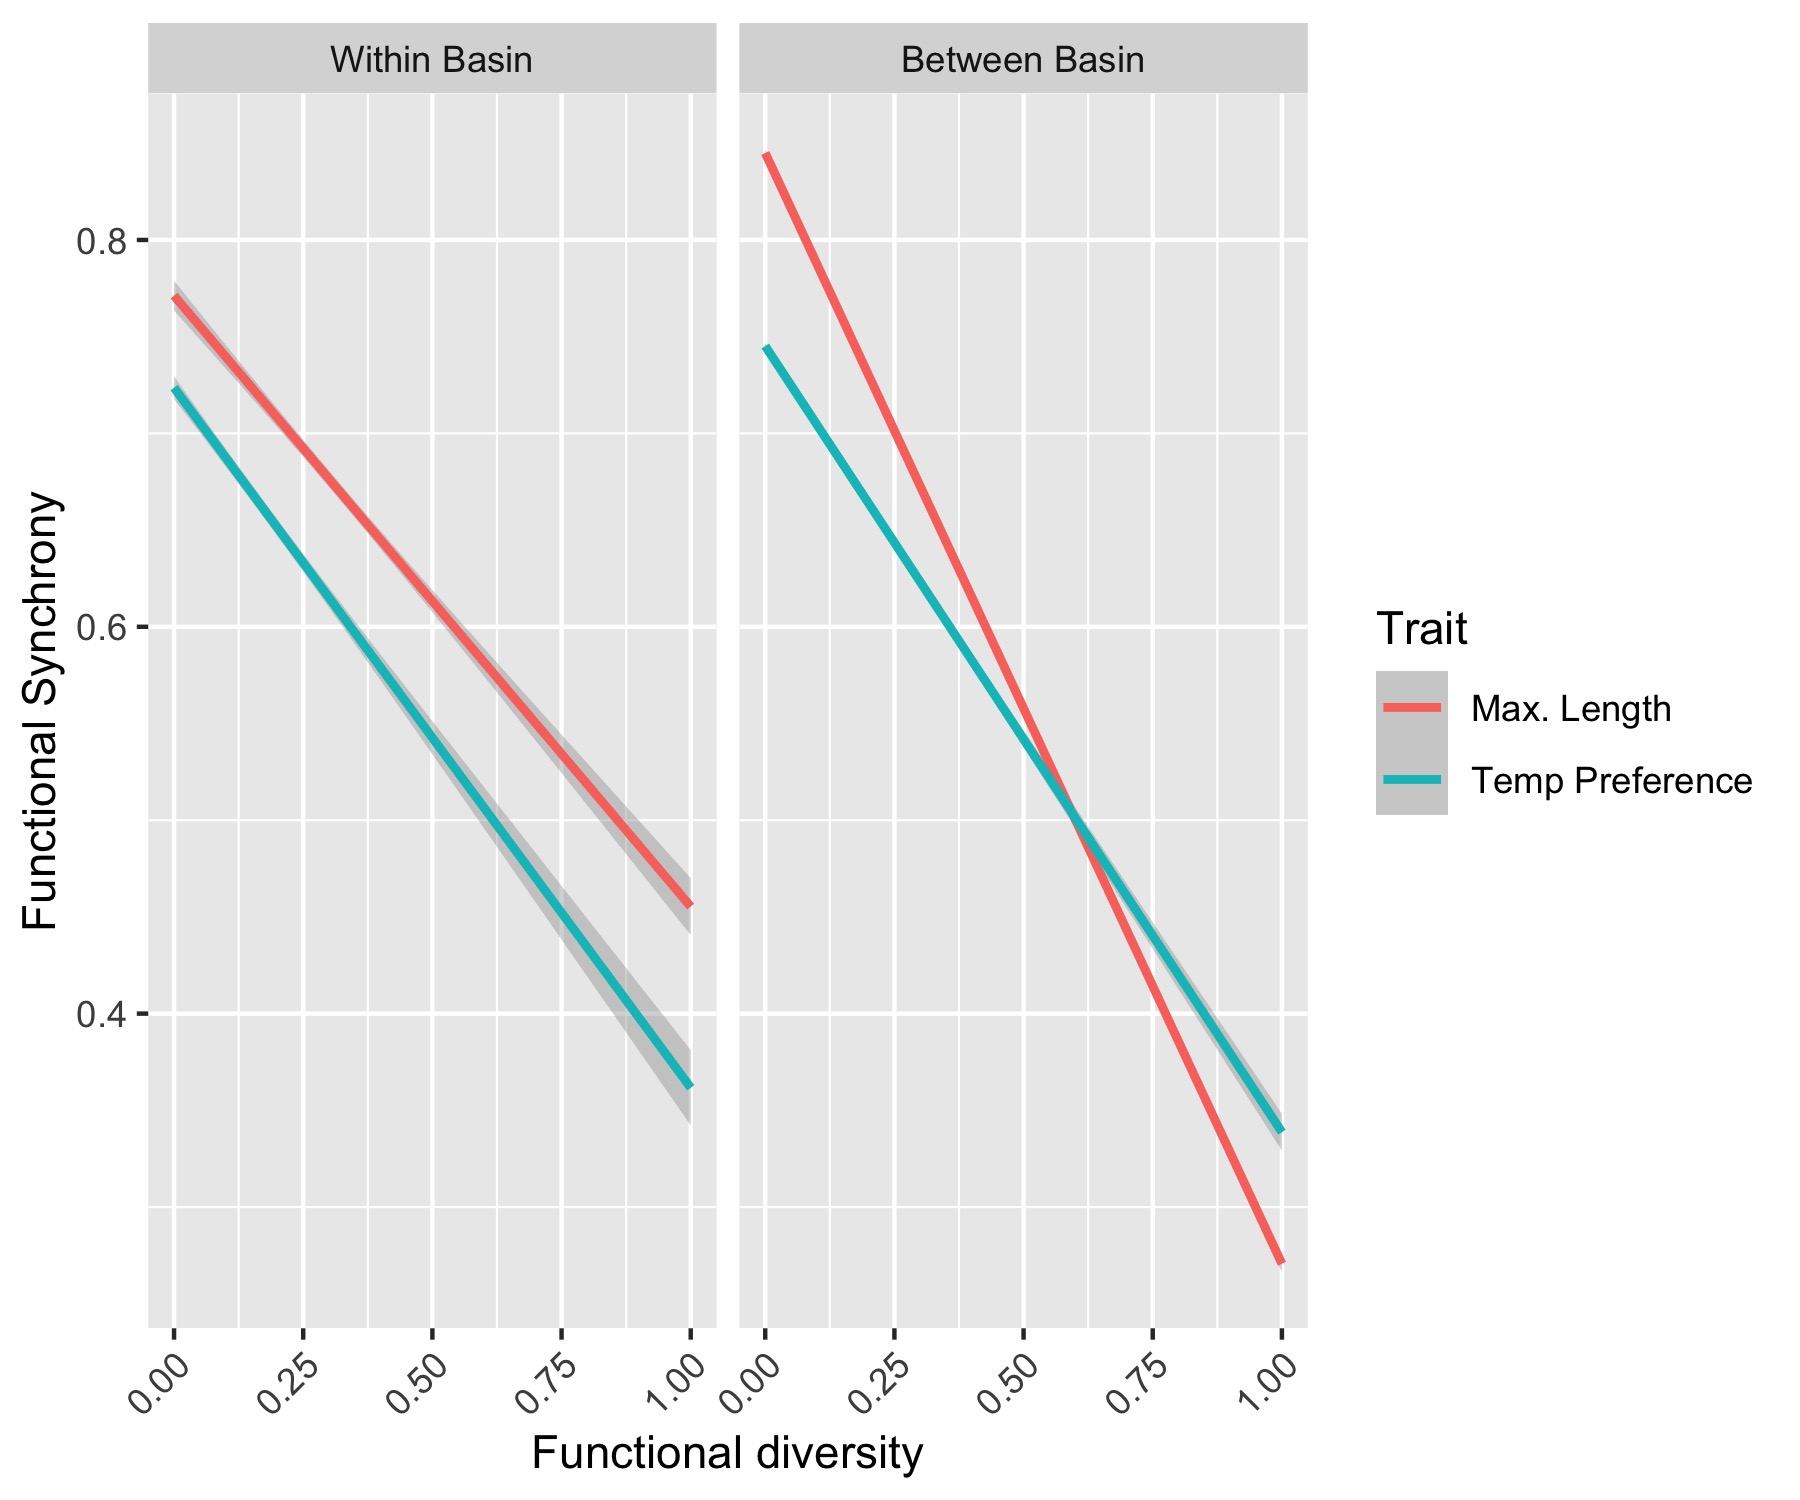 Within Basin
Between Basin
Functional Synchrony
0.8
0.6
0.4
0.00
0.25
0.50
0.75
1.00
0.00
0.25
0.50
0.75
1.00
Functional diversity
Trait
Max. Length
Temp Preference